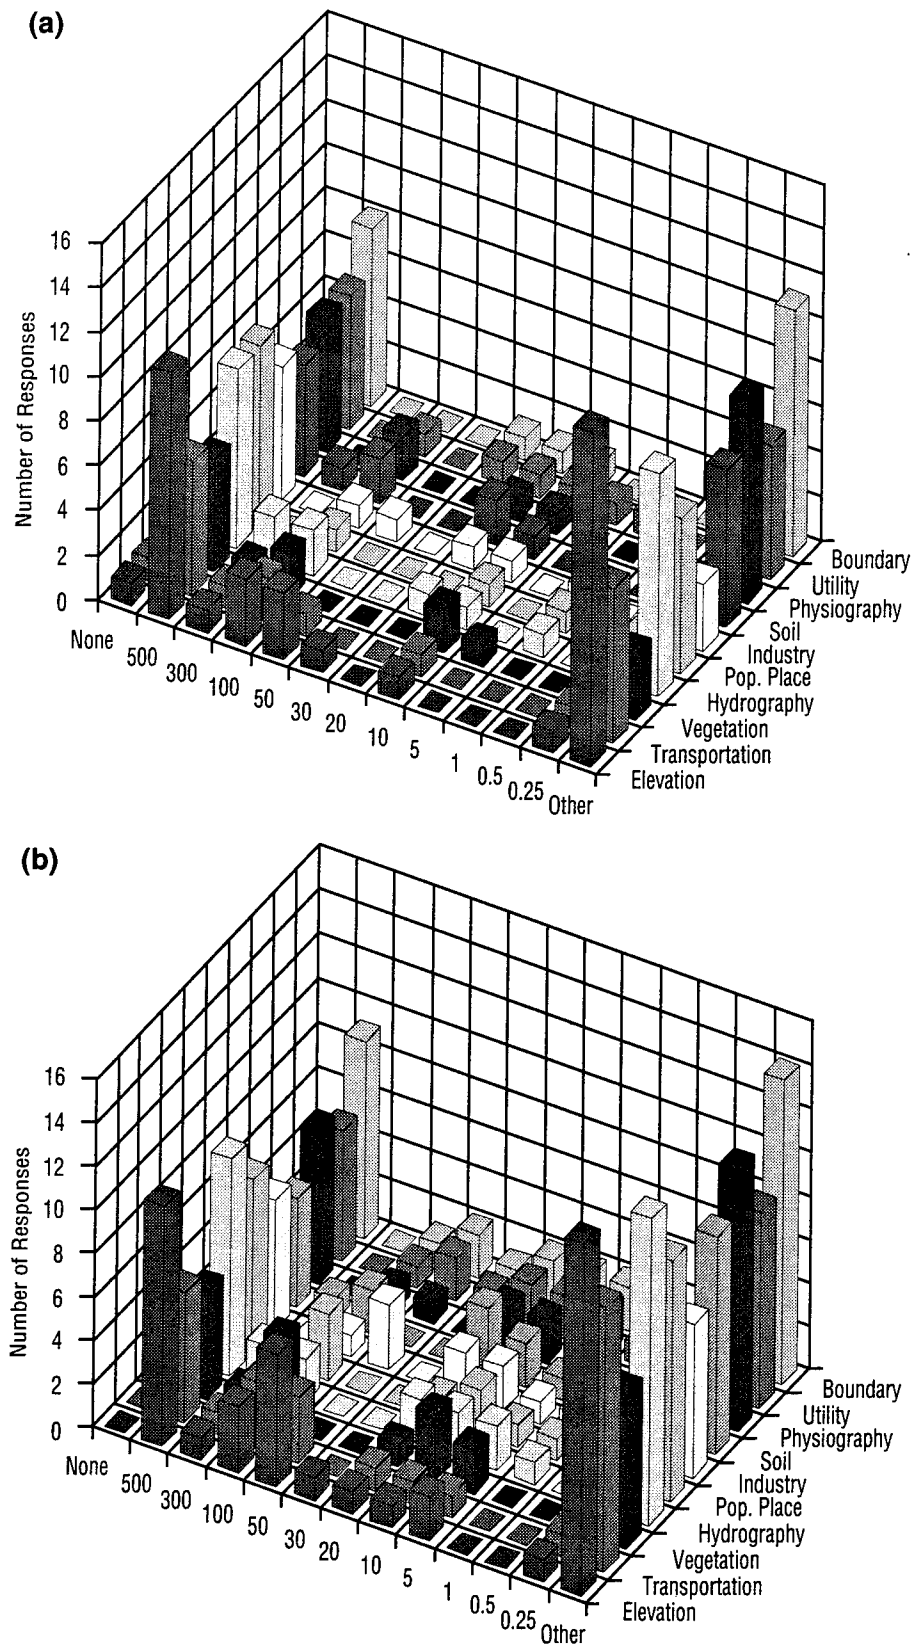 (a)
Number of Responses
16
14
12
10
8
6
4
2
0
None
500
300
100
50
30
20
10
5
1
0.5
0.25
Other
Boundary
Utility
Physiography
Soil
Industry
Pop. Place
Hydrography
Vegetation
Transportation
Elevation
(b)
Number of Responses
16
14
12
10
8
6
4
2
0
None
500
300
100
50
30
20
10
5
1
0.5
0.25
Other
Boundary
Utility
Physiography
Soil
Industry
Pop. Place
Hydrography
Vegetation
Transportation
Elevation